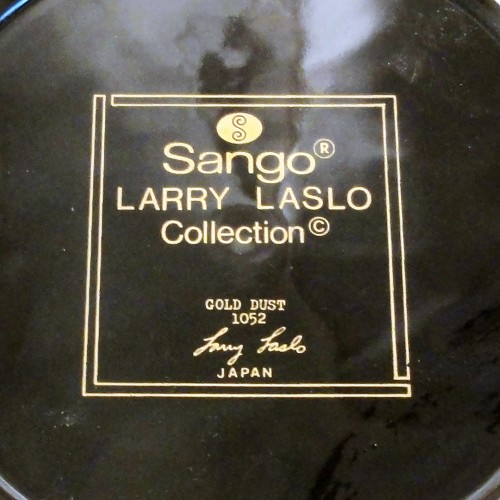 S
Sango®
LARRY LASLO
Collection©
GOLD DUST
1052
Larry Laslo
JAPAN